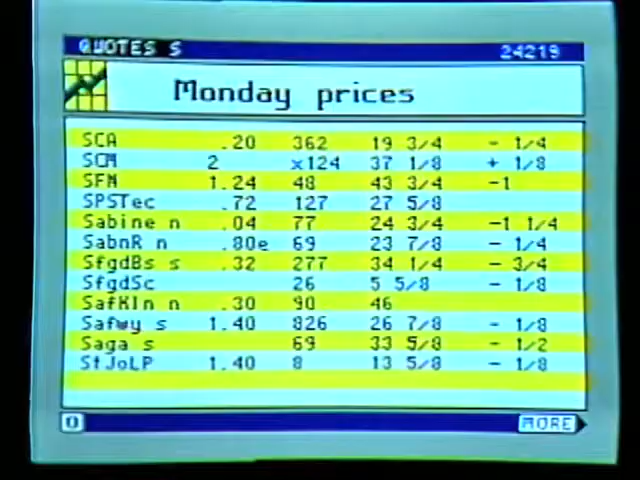 QUOTES S 24219
Monday prices
SCA .20 362 19 3/4 - 1/4
SCM 2 x124 37 1/8 + 1/8
SFN 1.24 48 43 3/4 -1
SPSTec .72 127 27 5/8
Sabine n .04 77 24 3/4 -1 1/4
SabnR n .80e 69 23 7/8 - 1/4
SfgdBs s .32 277 34 1/4 - 3/4
SfgdSc 26 5 5/8 - 1/8
SafKln n .30 90 46
Safwy s 1.40 826 26 7/8 - 1/8
Saga s 69 33 5/8 - 1/2
StJoLP 1.40 8 13 5/8 - 1/8
0 MORE